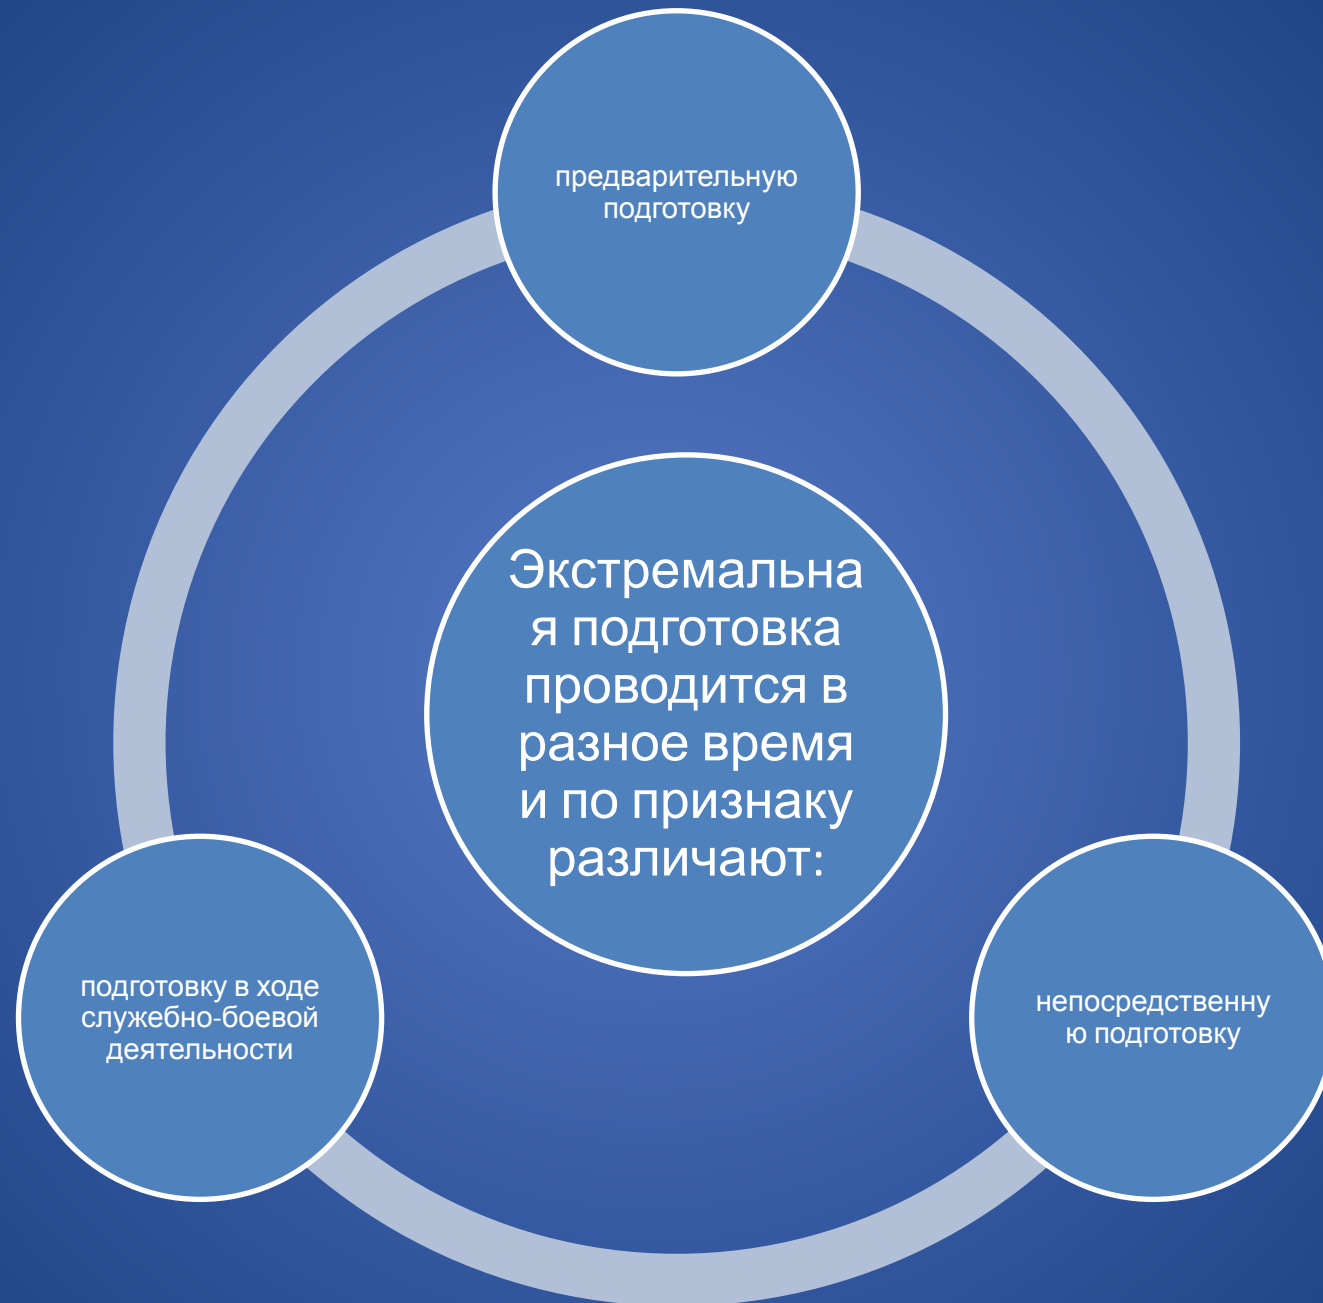 предварительную
подготовку
Экстремальна
я подготовка
проводится в
разное время
и по признаку
различают:
подготовку в ходе
служебно-боевой
деятельности
непосредственну
ю подготовку